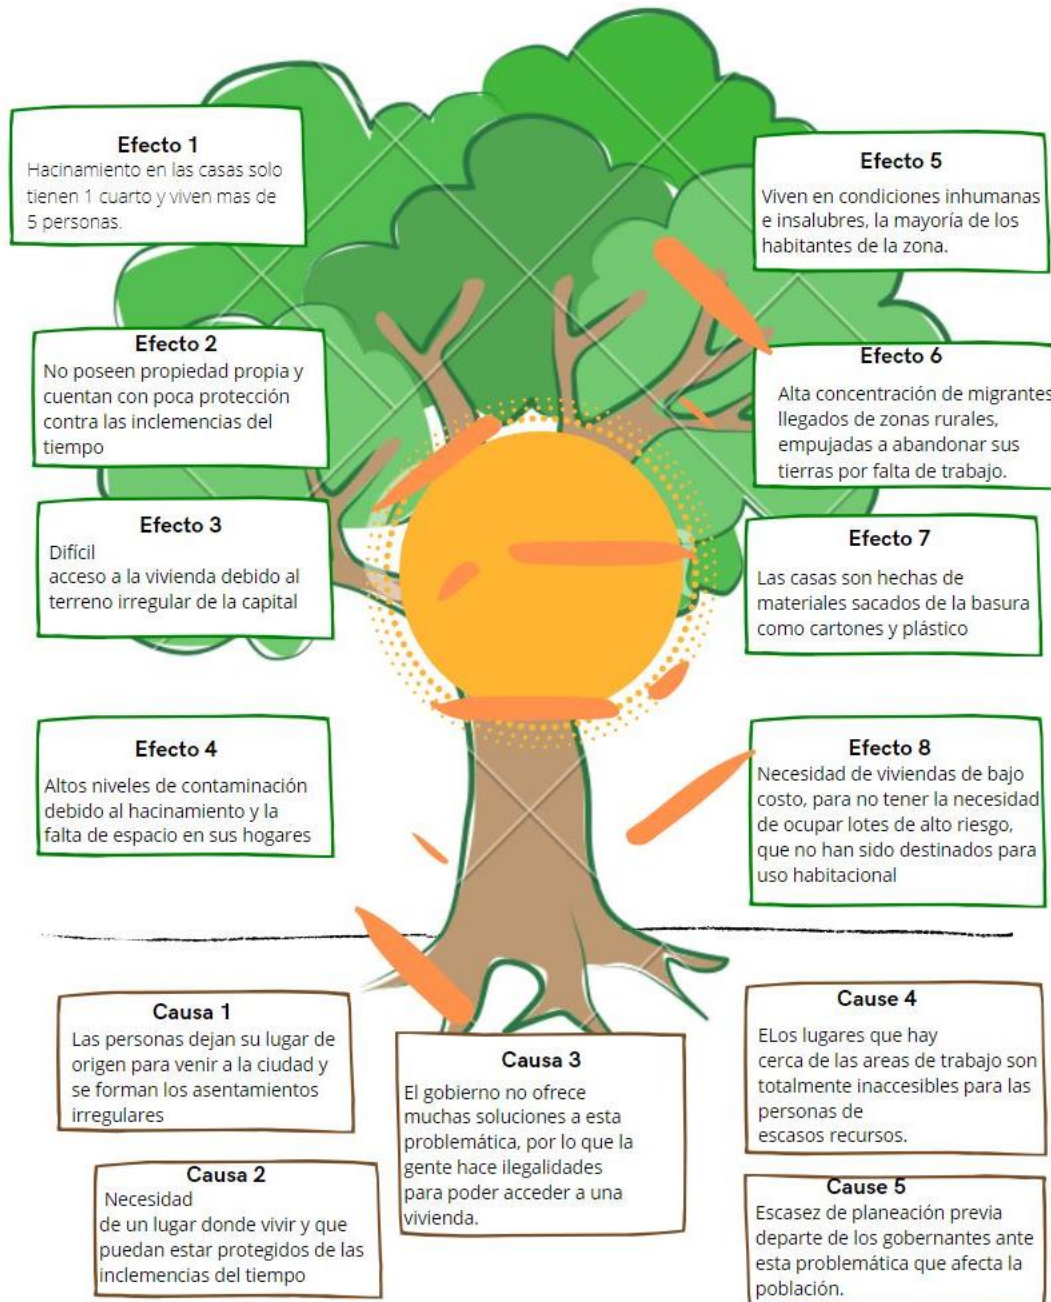 Efecto 1
Hacinamiento en las casas solo
tienen 1 cuarto y viven mas de
5 personas.
Efecto 2
No poseen propiedad propia y
cuentan con poca protección
contra las inclemencias del
tiempo
Efecto 3
Difícil
acceso a la vivienda debido al
terreno irregular de la capital
Efecto 4
Altos niveles de contaminación
debido al hacinamiento y la
falta de espacio en sus hogares
Efecto 5
Viven en condiciones inhumanas
e insalubres, la mayoría de los
habitantes de la zona.
Efecto 6
Alta concentración de migrantes
llegados de zonas rurales,
empujadas a abandonar sus
tierras por falta de trabajo.
Efecto 7
Las casas son hechas de
materiales sacados de la basura
como cartones y plástico
Efecto 8
Necesidad de viviendas de bajo
costo, para no tener la necesidad
de ocupar lotes de alto riesgo,
que no han sido destinados para
uso habitacional
Causa 1
Las personas dejan su lugar de
origen para venir a la ciudad y
se forman los asentamientos
irregulares
Causa 2
Necesidad
de un lugar donde vivir y que
puedan estar protegidos de las
inclemencias del tiempo
Causa 3
El gobierno no ofrece
muchas soluciones a esta
problemática, por lo que la
gente hace ilegalidades
para poder acceder a una
vivienda.
Cause 4
ELos lugares que hay
cerca de las areas de trabajo son
totalmente inaccesibles para las
personas de
escasos recursos.
Cause 5
Escasez de planeación previa
departe de los gobernantes ante
esta problemática que afecta la
población.